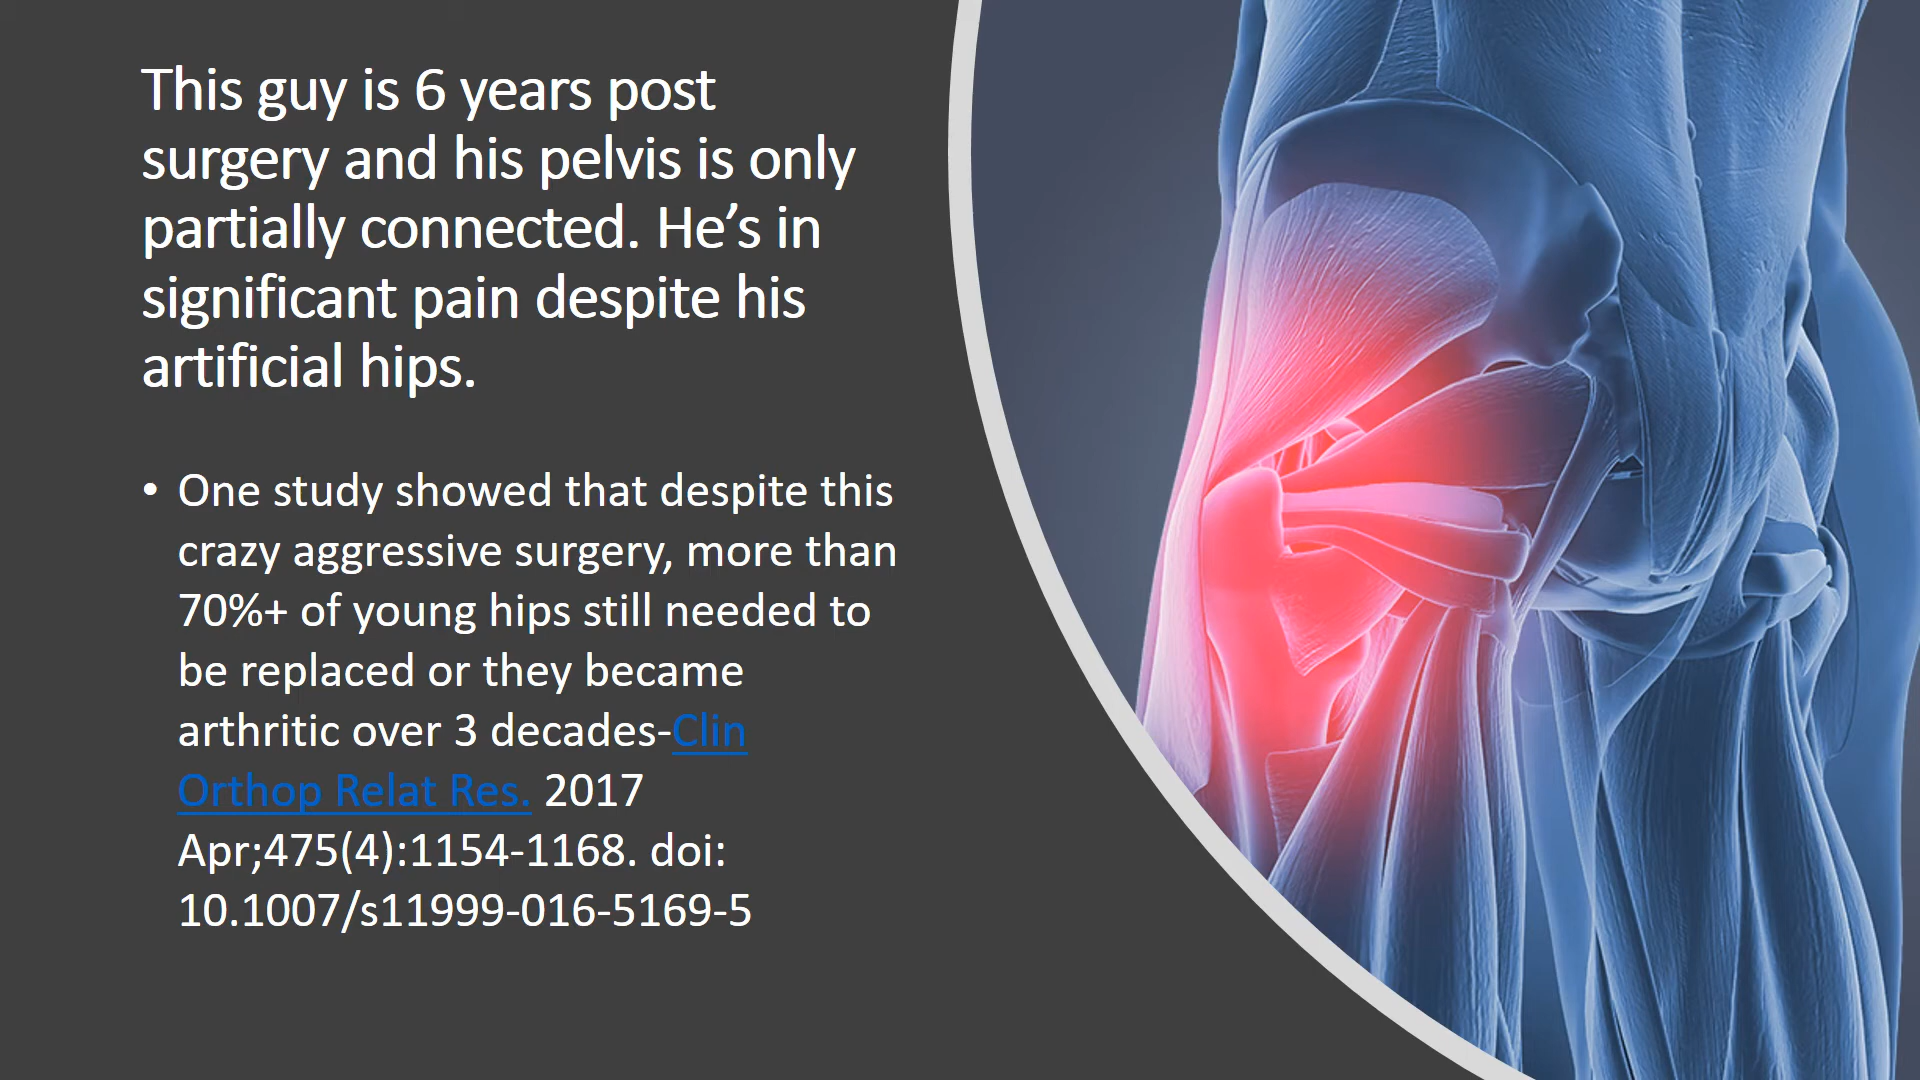 This guy is 6 years post
surgery and his pelvis is only
partially connected. He’s in
significant pain despite his
artificial hips.
• One study showed that despite this
crazy aggressive surgery, more than
70%+ of young hips still needed to
be replaced or they became
arthritic over 3 decades-Clin
Orthop Relat Res. 2017
Apr;475(4):1154-1168. doi:
10.1007/s11999-016-5169-5